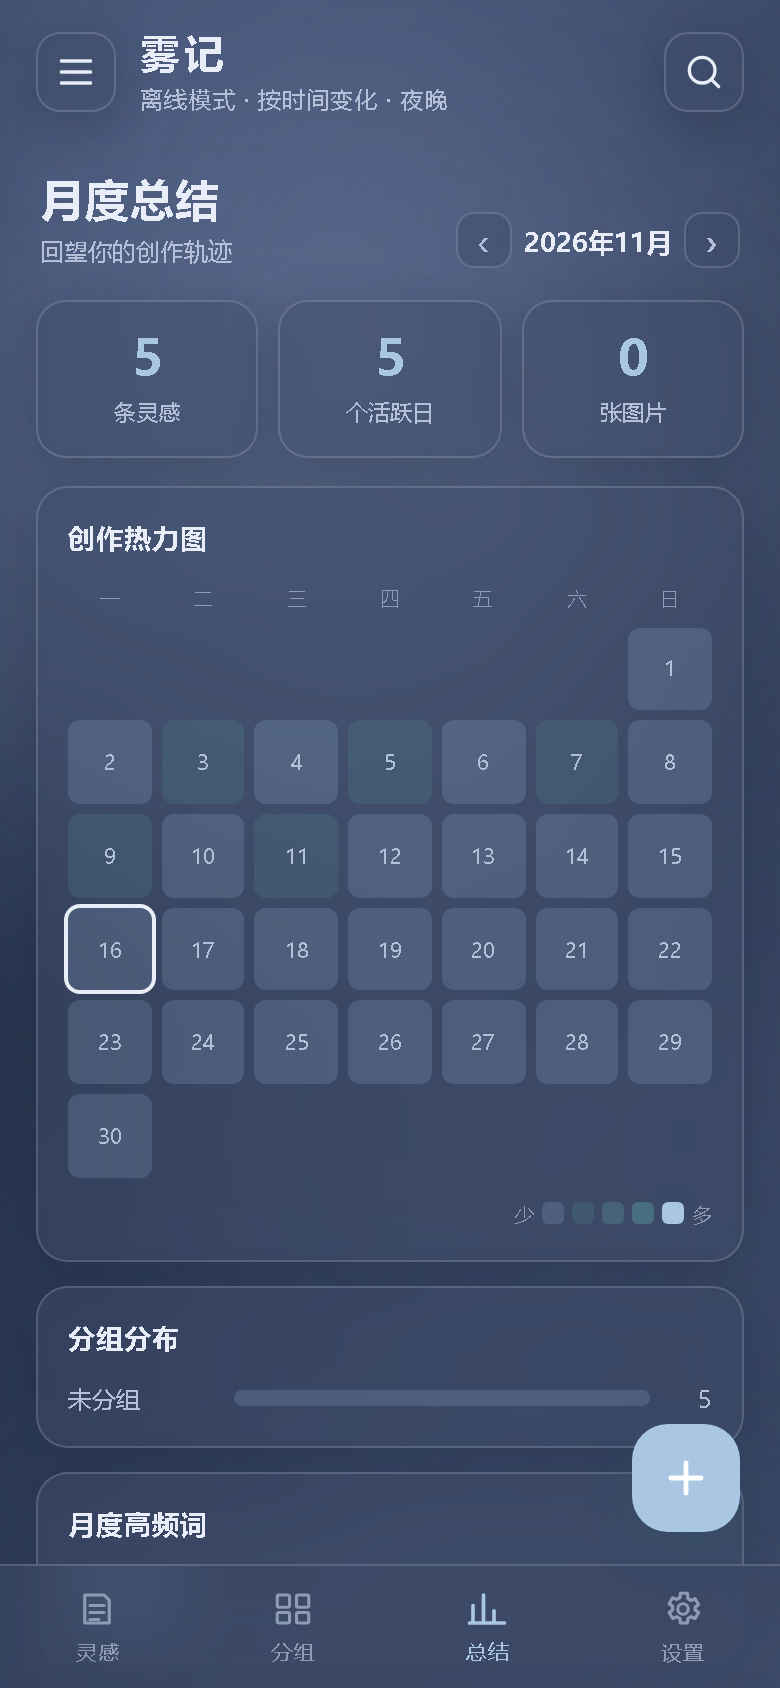 雾记
离线模式 · 按时间变化 · 夜晚
月度总结
回望你的创作轨迹
‹ 2026年11月 ›
5 5 0
条灵感 个活跃日 张图片
创作热力图
一 二 三 四 五 六 日
1
2 3 4 5 6 7 8
9 10 11 12 13 14 15
16 17 18 19 20 21 22
23 24 25 26 27 28 29
30
少 多
分组分布
未分组 5
月度高频词
灵感 分组 总结 设置